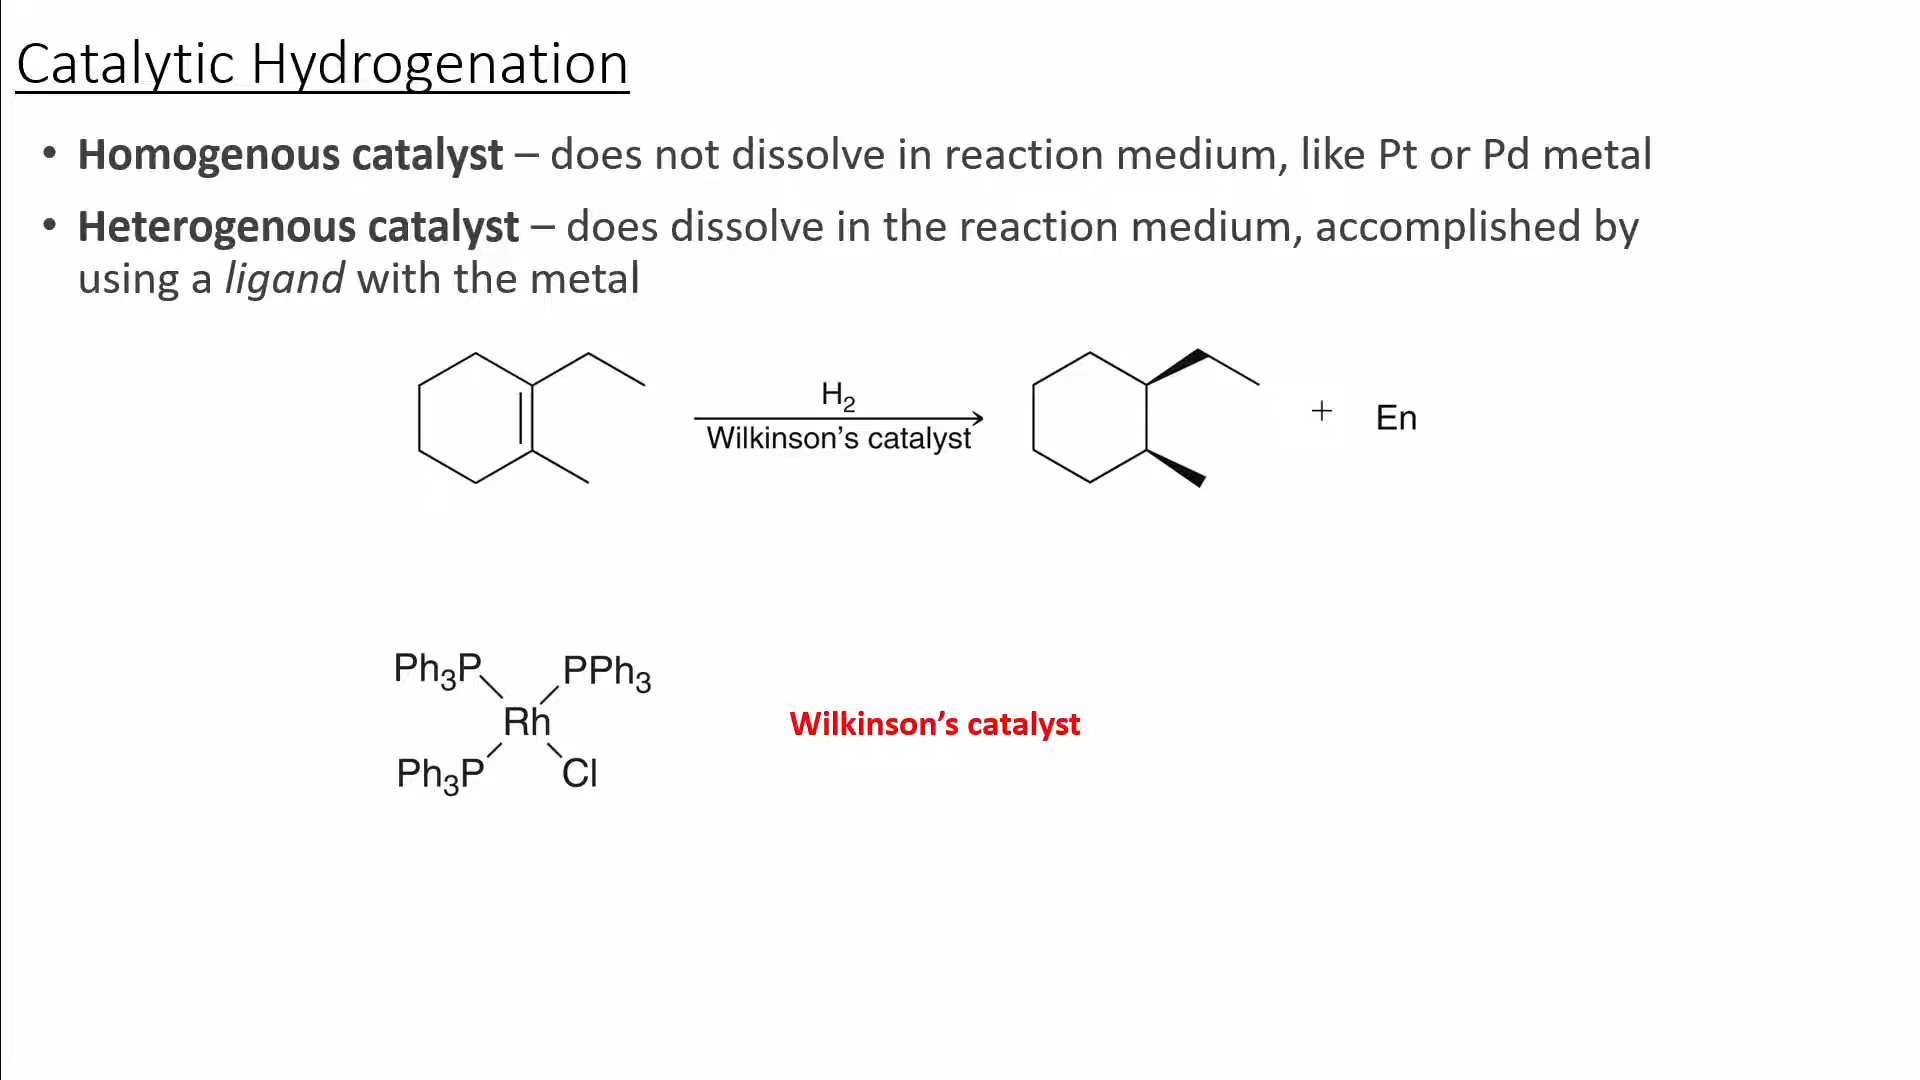 Catalytic Hydrogenation
• Homogenous catalyst – does not dissolve in reaction medium, like Pt or Pd metal
• Heterogenous catalyst – does dissolve in the reaction medium, accomplished by
using a ligand with the metal
H₂
Wilkinson’s catalyst
+ En
Ph₃P PPh₃
Rh
Ph₃P Cl
Wilkinson’s catalyst